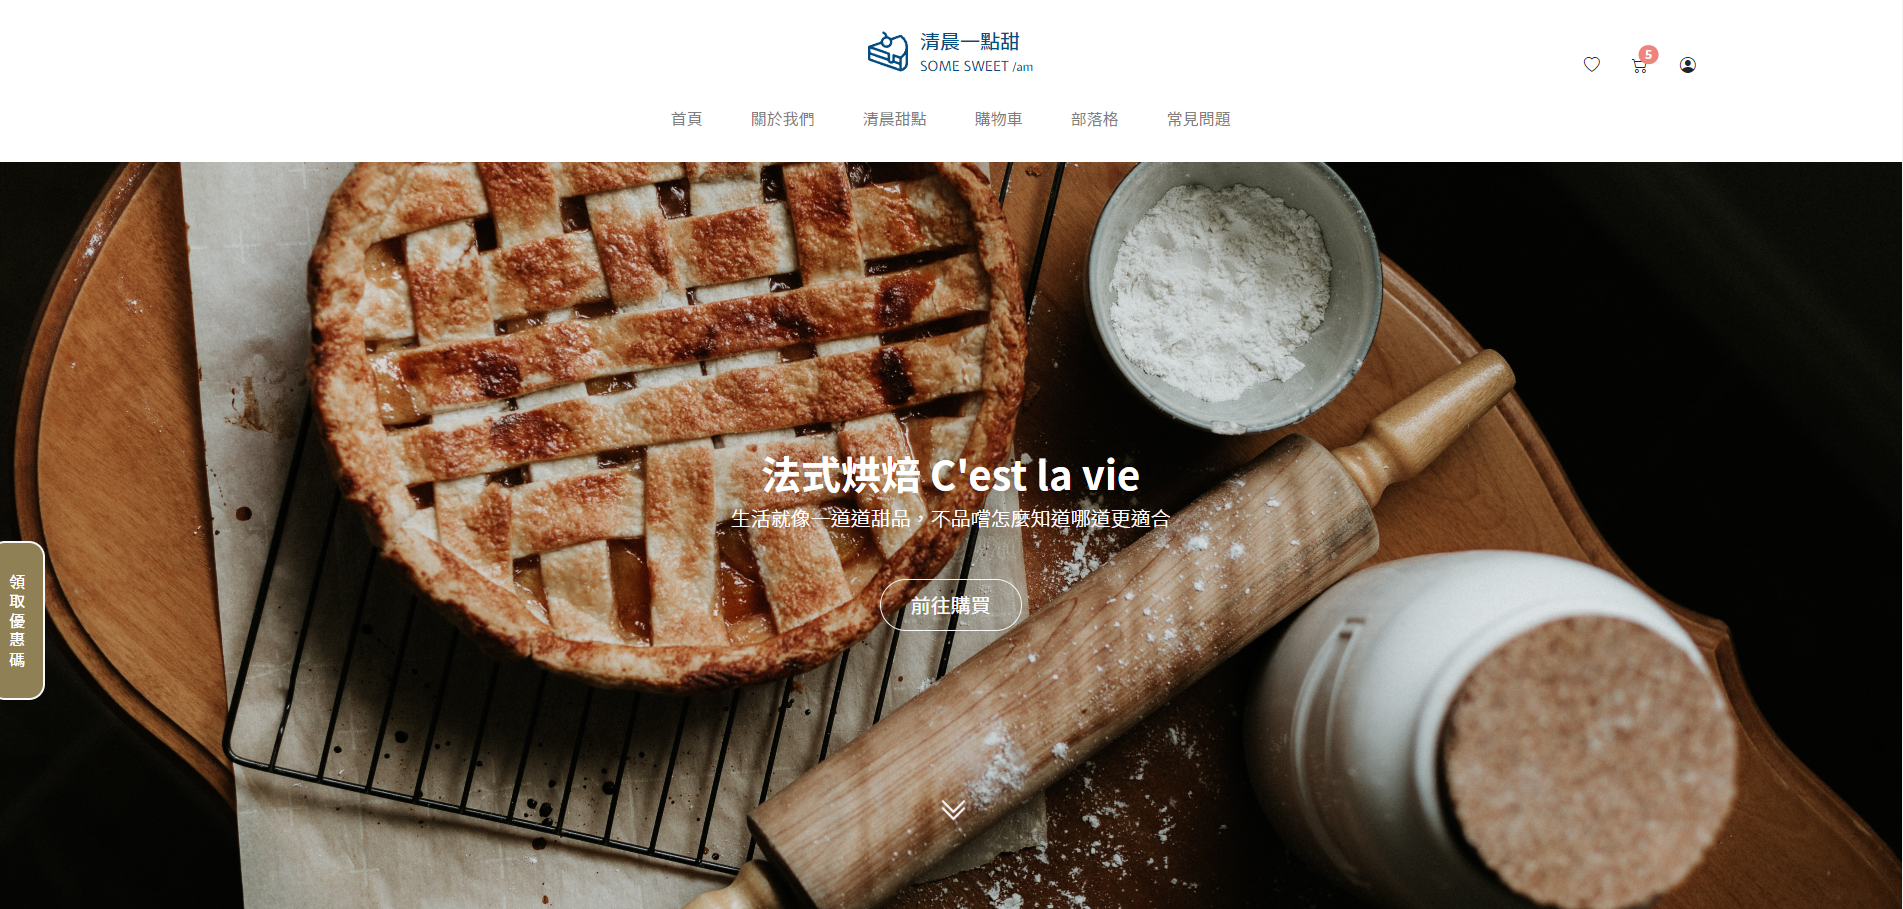 清晨一點甜
SOME SWEET /am
5
首頁
關於我們
清晨甜點
購物車
部落格
常見問題
法式烘焙 C'est la vie
生活就像一道道甜品，不品嚐怎麼知道哪道更適合
前往購買
領取優惠碼